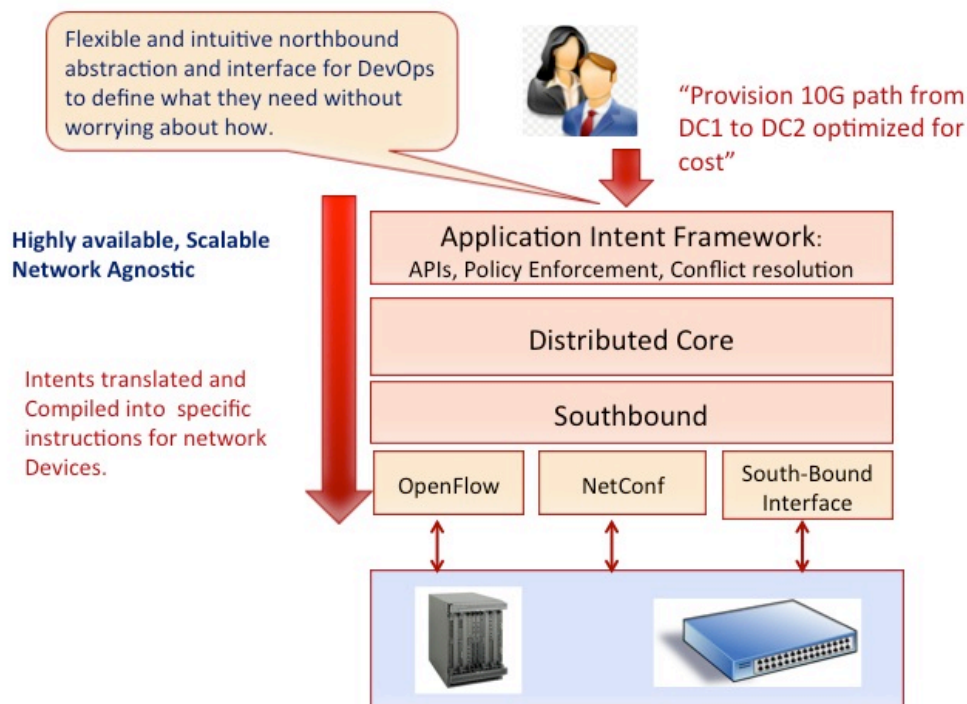 Flexible and intuitive northbound
abstraction and interface for DevOps
to define what they need without
worrying about how.
“Provision 10G path from
DC1 to DC2 optimized for
cost”
Highly available, Scalable
Network Agnostic
Application Intent Framework:
APIs, Policy Enforcement, Conflict resolution
Distributed Core
Intents translated and
Compiled into specific
instructions for network
Devices.
Southbound
OpenFlow
NetConf
South-Bound
Interface